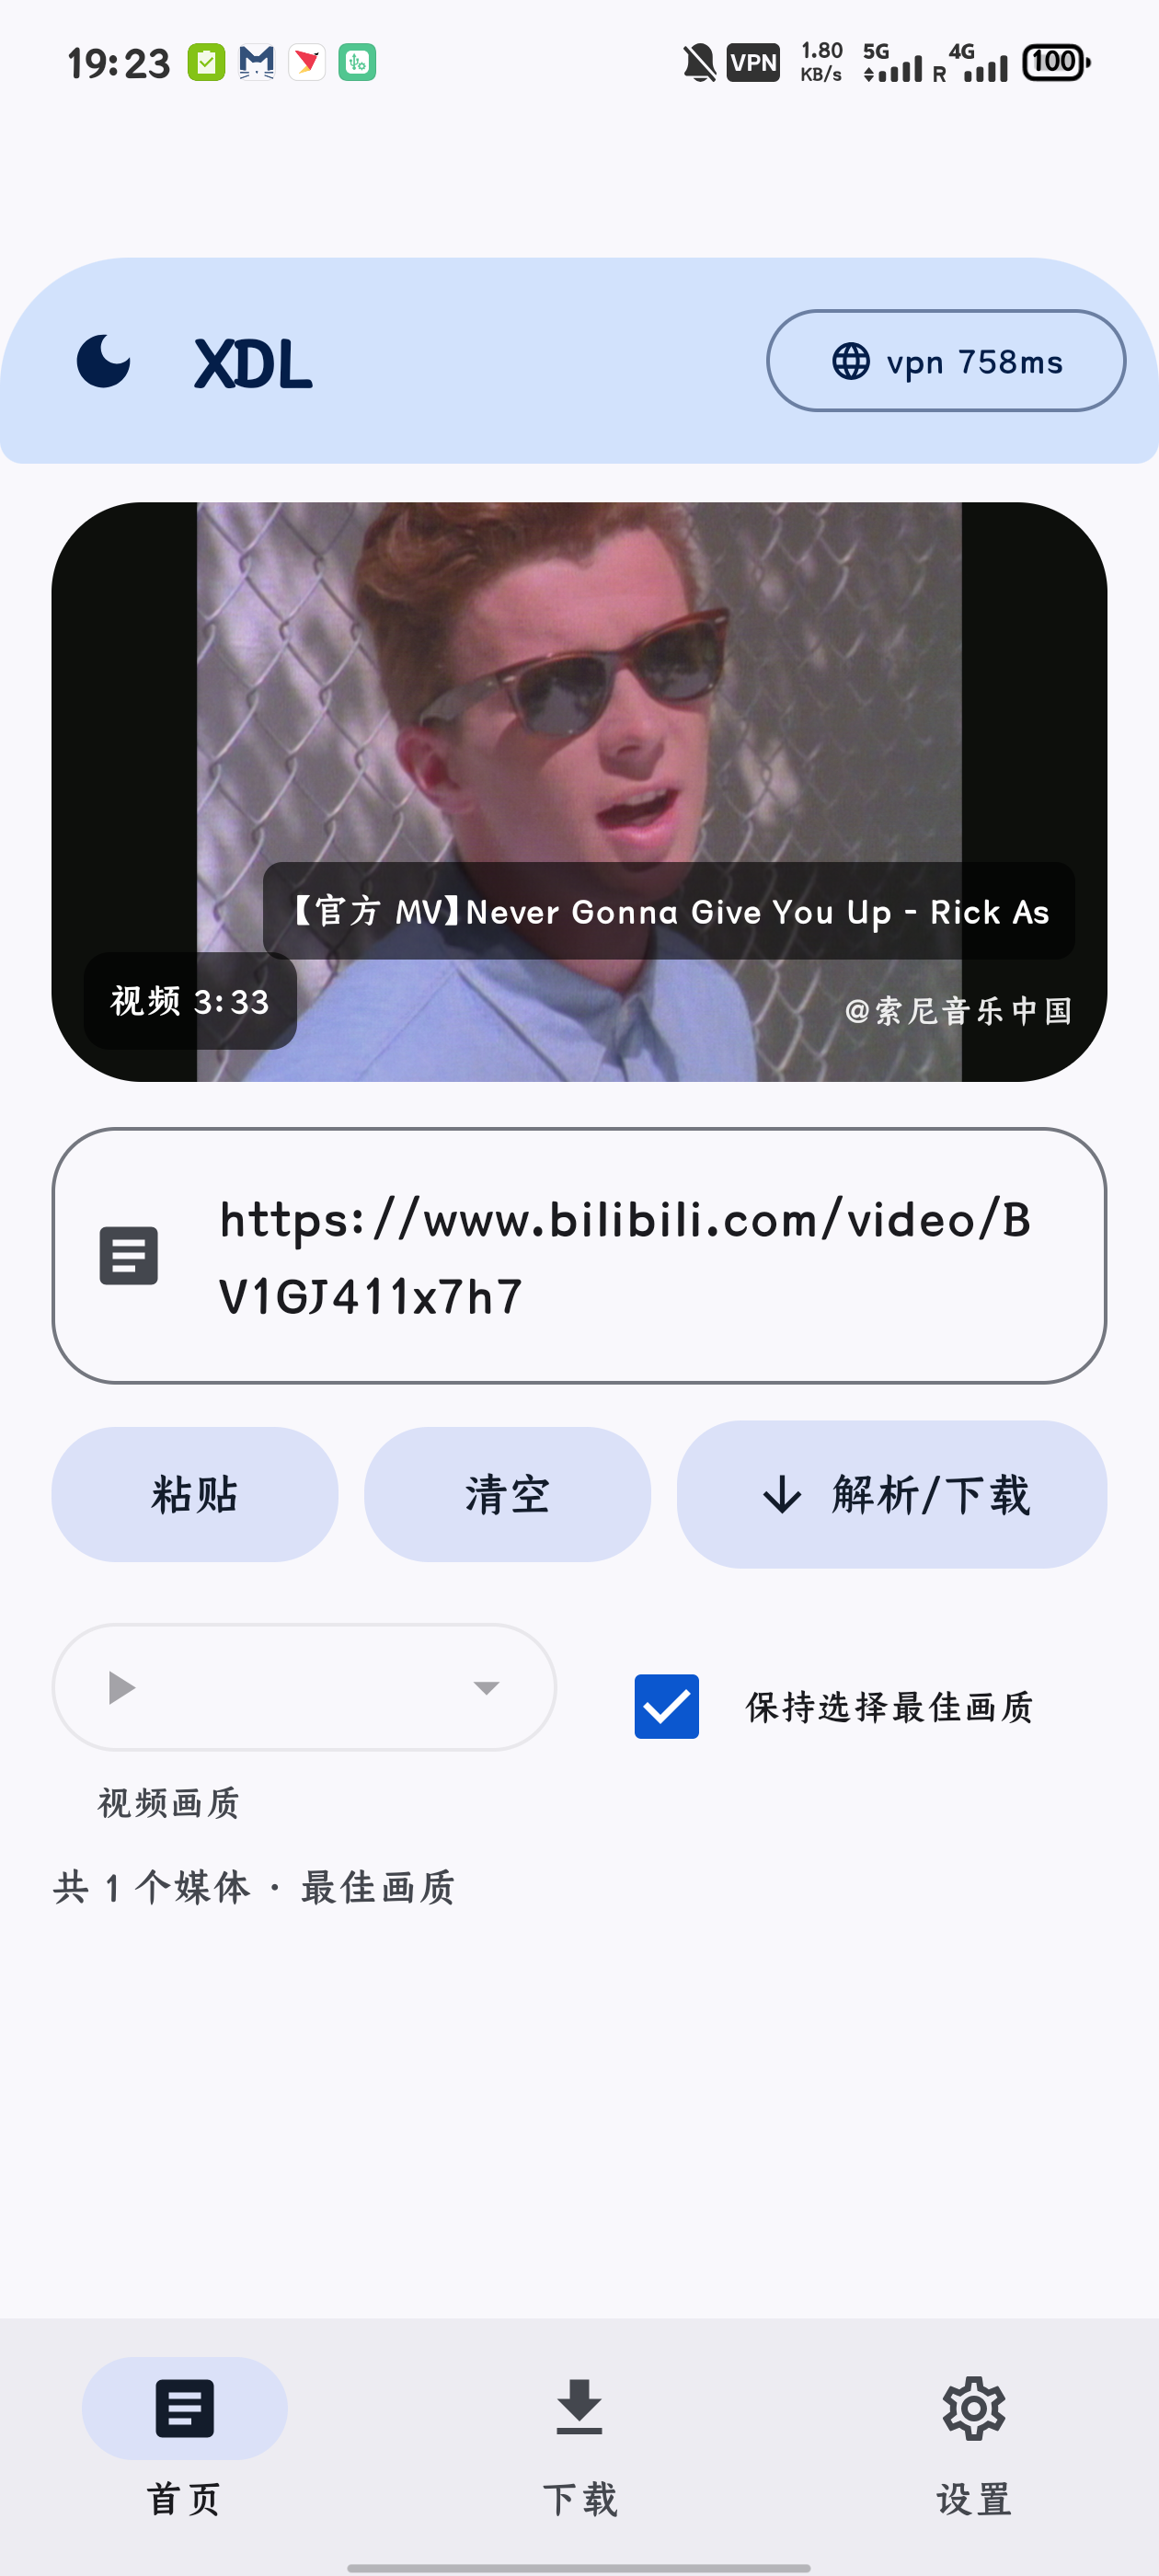 19:23
VPN
1.80
KB/s
5G
R
4G
100
XDL
vpn 758ms
【官方 MV】Never Gonna Give You Up - Rick As
视频 3:33
@索尼音乐中国
https://www.bilibili.com/video/B
V1GJ411x7h7
粘贴
清空
解析/下载
保持选择最佳画质
视频画质
共 1 个媒体 · 最佳画质
首页
下载
设置